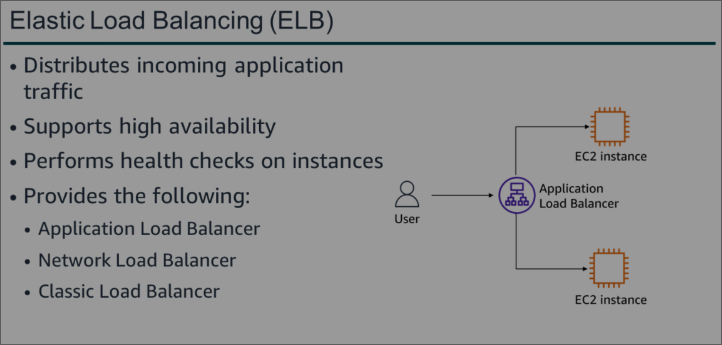 Elastic Load Balancing (ELB)
• Distributes incoming application
traffic
• Supports high availability
• Performs health checks on instances
• Provides the following:
• Application Load Balancer
• Network Load Balancer
• Classic Load Balancer
User
Application
Load Balancer
EC2 instance
EC2 instance